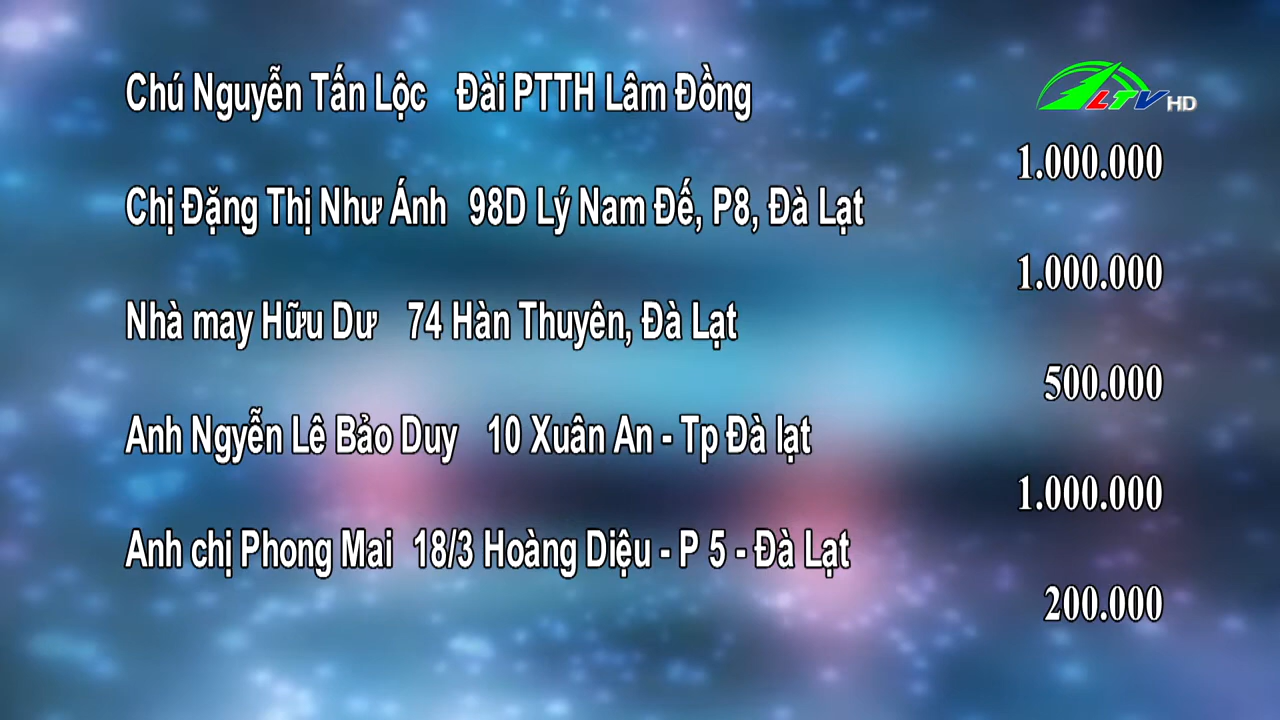 Chú Nguyễn Tấn Lộc Đài PTTH Lâm Đồng
LTV HD
1.000.000
Chị Đặng Thị Như Ánh 98D Lý Nam Đế, P8, Đà Lạt
1.000.000
Nhà may Hữu Dư 74 Hàn Thuyên, Đà Lạt
500.000
Anh Ngyễn Lê Bảo Duy 10 Xuân An - Tp Đà lạt
1.000.000
Anh chị Phong Mai 18/3 Hoàng Diệu - P 5 - Đà Lạt
200.000